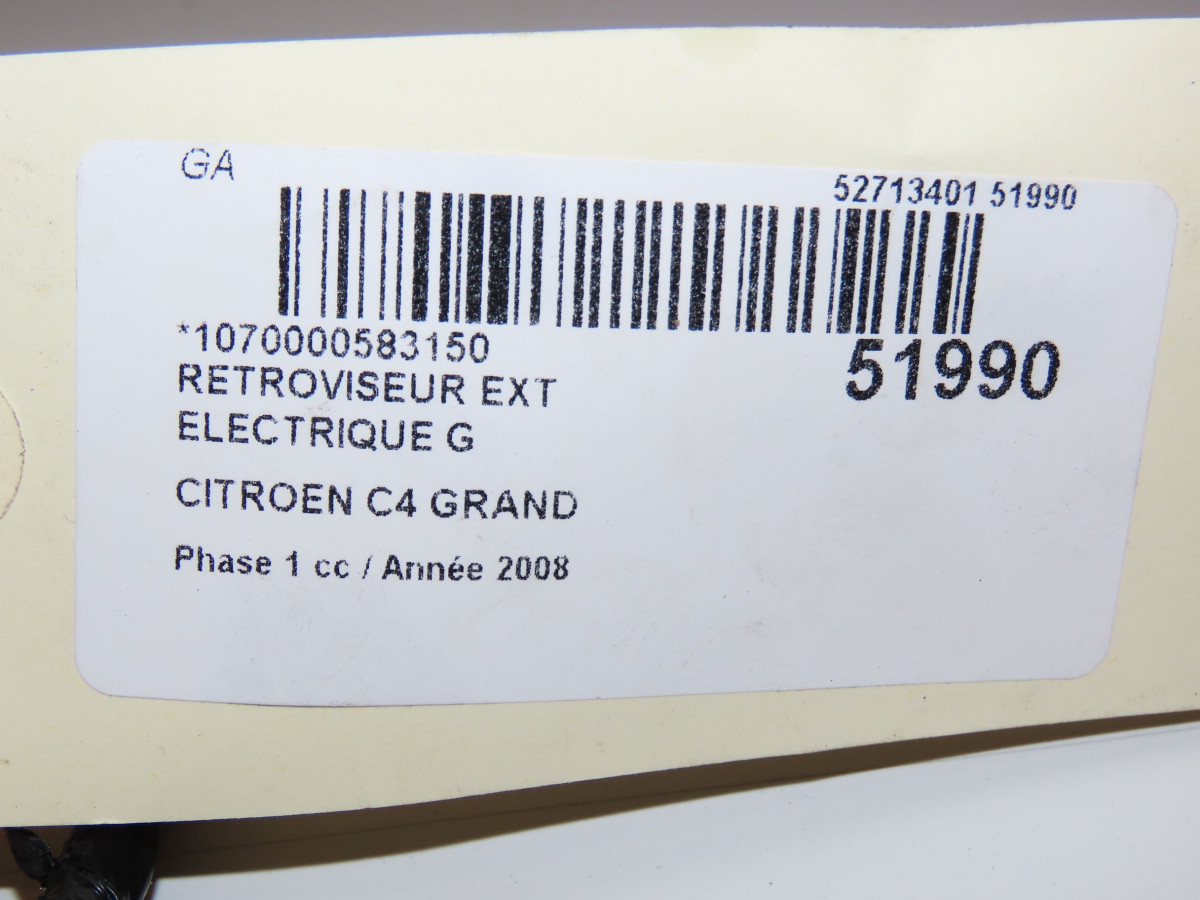 GA
52713401 51990
*1070000583150
51990
RETROVISEUR EXT
ELECTRIQUE G
CITROEN C4 GRAND
Phase 1 cc / Année 2008